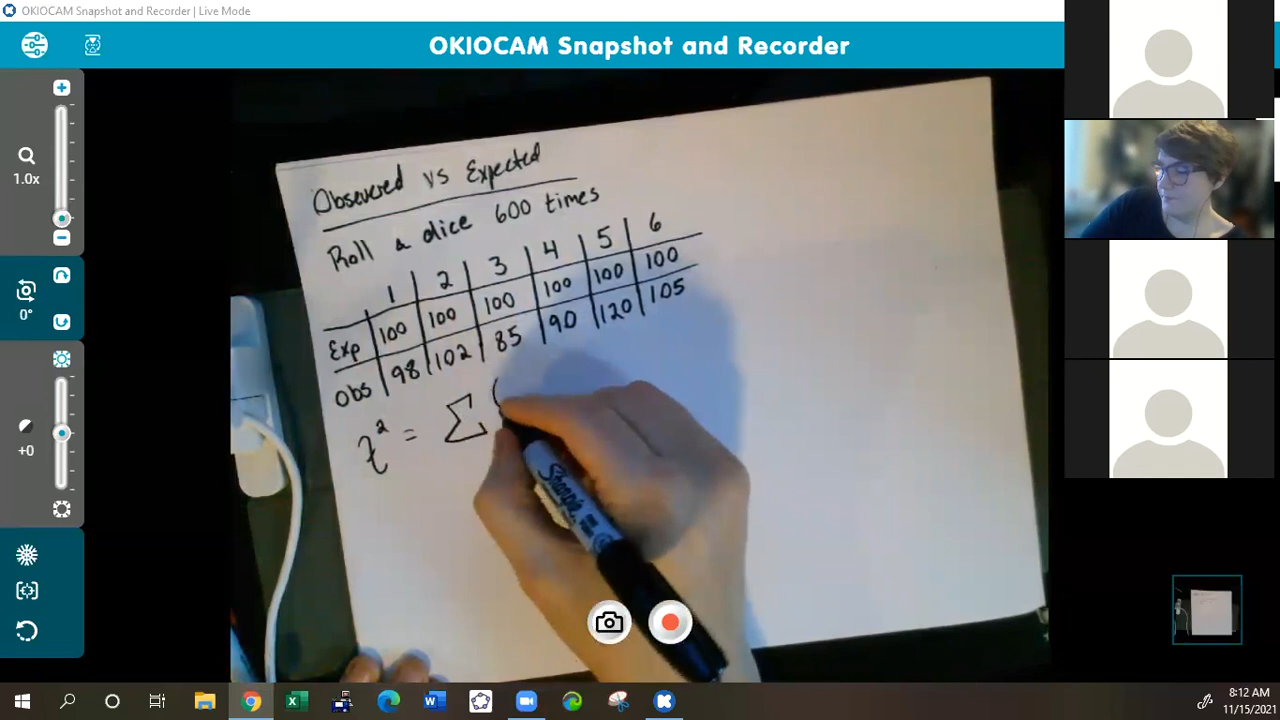 OKIOCAM Snapshot and Recorder | Live Mode
OKIOCAM Snapshot and Recorder
1.0x
0°
+0
Obsevered vs Expected
Roll a dice 600 times
1 2 3 4 5 6
Exp 100 100 100 100 100 100
Obs 98 102 85 90 120 105
χ² = Σ (
Sharpie
8:12 AM
11/15/2021